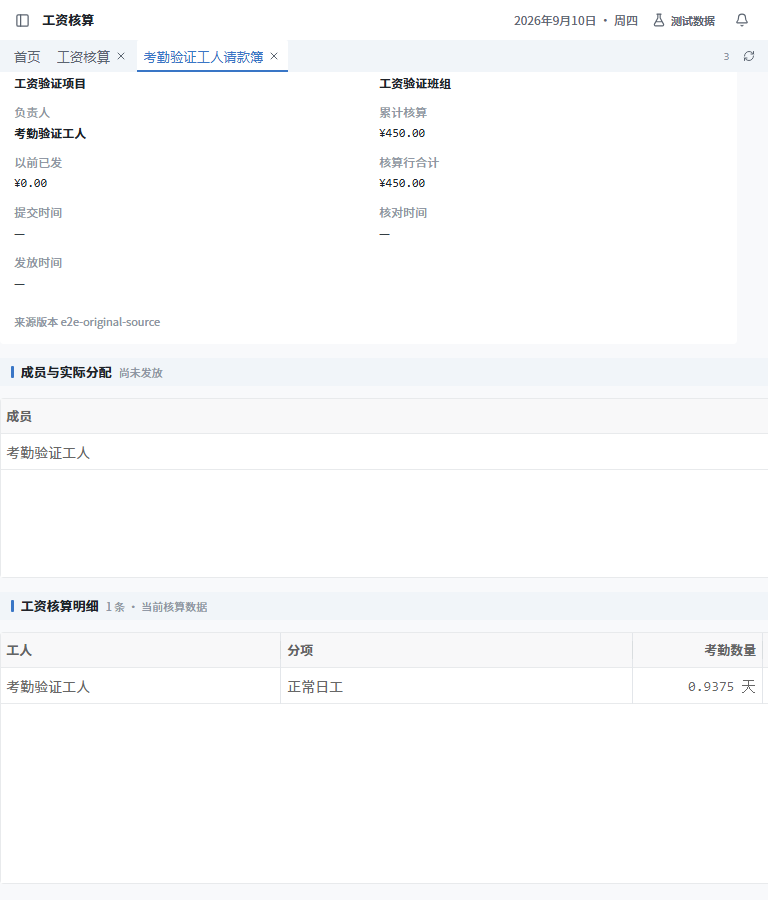 工资核算
2026年9月10日 · 周四 测试数据
首页 工资核算 × 考勤验证工人请款簿 × 3
工资验证项目 工资验证班组
负责人 累计核算
考勤验证工人 ¥450.00
以前已发 核算行合计
¥0.00 ¥450.00
提交时间 核对时间
— —
发放时间
—
来源版本 e2e-original-source
成员与实际分配 尚未发放
成员
考勤验证工人
工资核算明细 1 条 · 当前核算数据
工人 分项 考勤数量
考勤验证工人 正常日工 0.9375 天